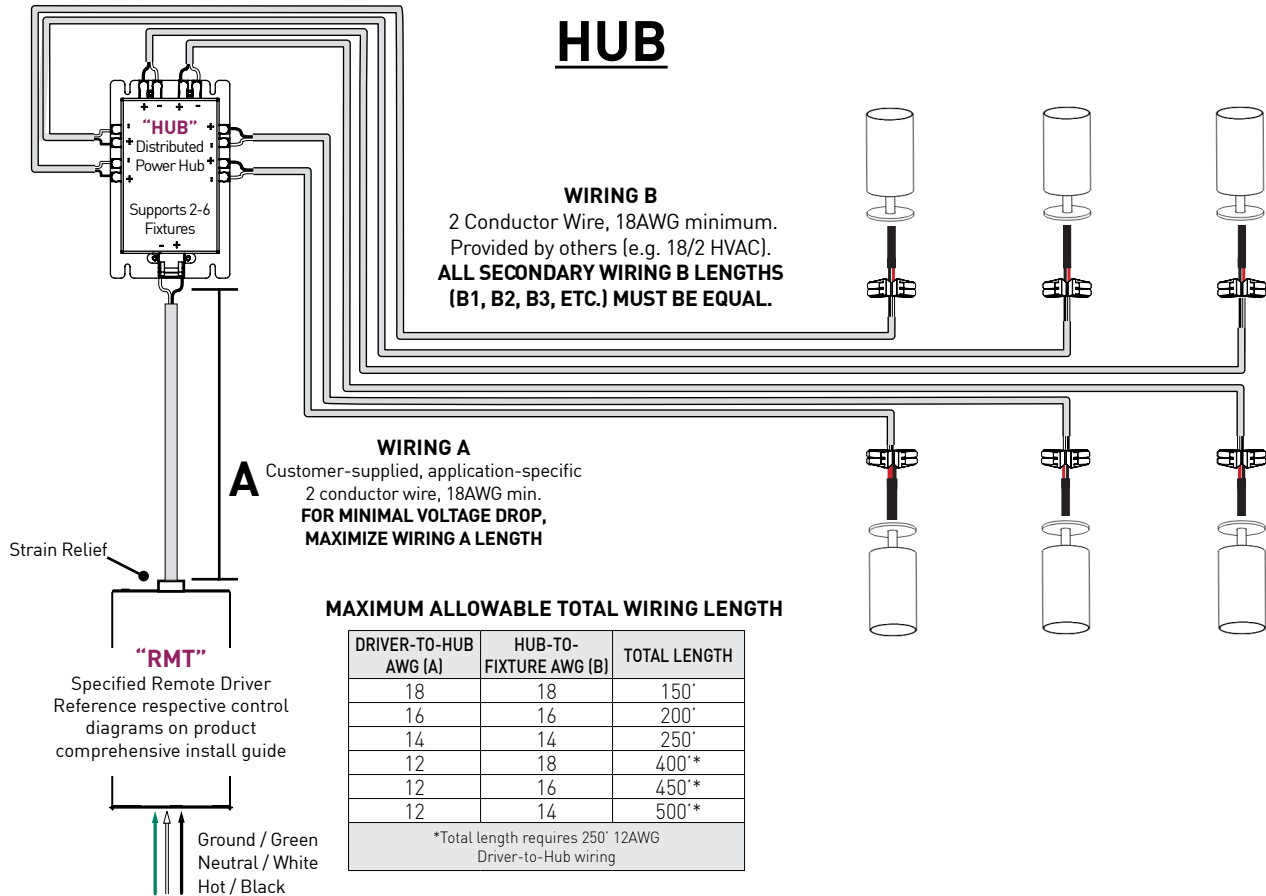 HUB
+ - + -
“HUB”
Distributed
Power Hub
Supports 2-6
Fixtures
-
+
-
+
+
-
+
-
- +
WIRING B
2 Conductor Wire, 18AWG minimum.
Provided by others (e.g. 18/2 HVAC).
ALL SECONDARY WIRING B LENGTHS
(B1, B2, B3, ETC.) MUST BE EQUAL.
WIRING A
A
Customer-supplied, application-specific
2 conductor wire, 18AWG min.
FOR MINIMAL VOLTAGE DROP,
MAXIMIZE WIRING A LENGTH
Strain Relief
“RMT”
Specified Remote Driver
Reference respective control
diagrams on product
comprehensive install guide
Ground / Green
Neutral / White
Hot / Black
MAXIMUM ALLOWABLE TOTAL WIRING LENGTH
DRIVER-TO-HUB
AWG (A)
HUB-TO-
FIXTURE AWG (B)
TOTAL LENGTH
18 18 150’
16 16 200’
14 14 250’
12 18 400’*
12 16 450’*
12 14 500’*
*Total length requires 250’ 12AWG
Driver-to-Hub wiring